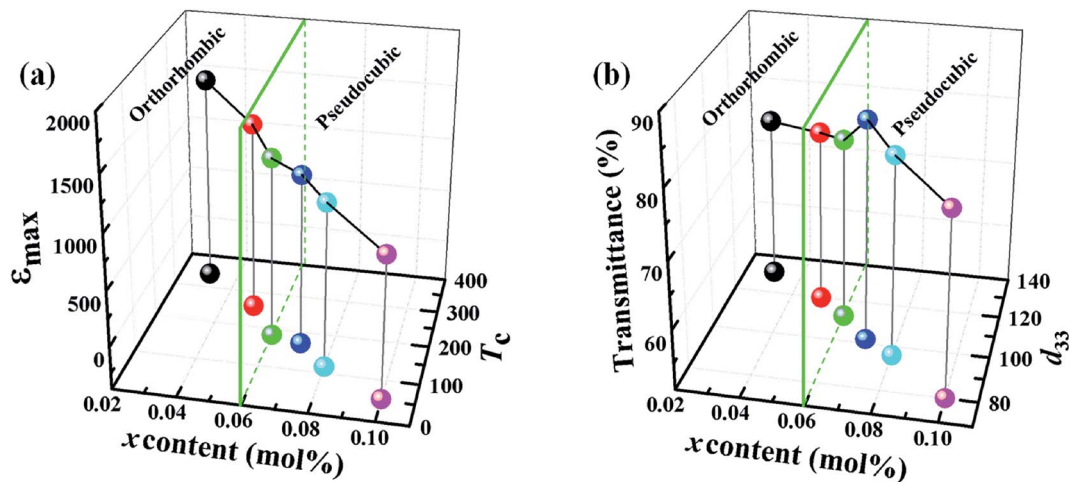 (a)
Orthorhombic
Pseudocubic
2000
1500
1000
500
0
εmax
0.02
0.04
0.06
0.08
0.10
x content (mol%)
400
300
200
100
0
Tc
(b)
Orthorhombic
Pseudocubic
90
80
70
60
Transmittance (%)
0.02
0.04
0.06
0.08
0.10
x content (mol%)
140
120
100
80
d33